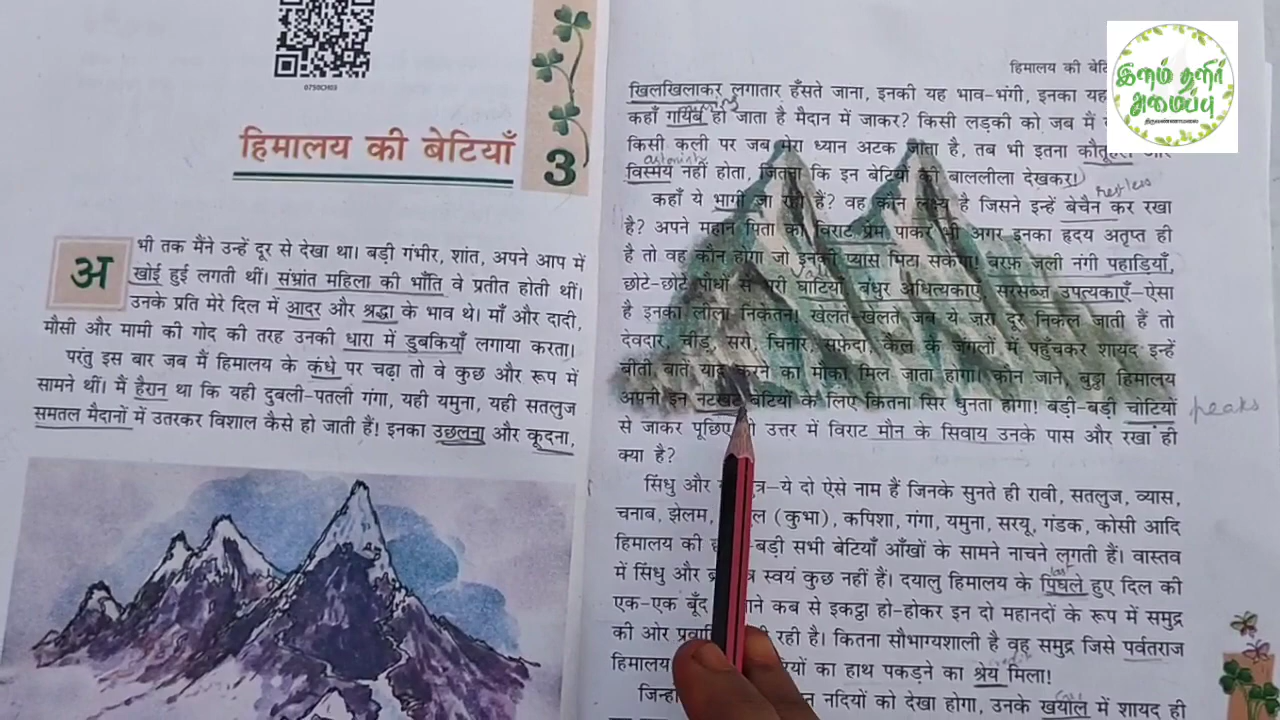 0750CH03
हिमालय की बेटियाँ
3
अ
भी तक मैंने उन्हें दूर से देखा था। बड़ी गंभीर, शांत, अपने आप में
खोई हुई लगती थीं। संभ्रांत महिला की भाँति वे प्रतीत होती थीं।
उनके प्रति मेरे दिल में आदर और श्रद्धा के भाव थे। माँ और दादी,
मौसी और मामी की गोद की तरह उनकी धारा में डुबकियाँ लगाया करता।
परंतु इस बार जब मैं हिमालय के कंधे पर चढ़ा तो वे कुछ और रूप में
सामने थीं। मैं हैरान था कि यही दुबली-पतली गंगा, यही यमुना, यही सतलुज
समतल मैदानों में उतरकर विशाल कैसे हो जाती हैं! इनका उछलना और कूदना,
हिमालय की
खिलखिलाकर लगातार हँसते जाना, इनकी यह भाव-भंगी, इनका यह
कहाँ गायब हो जाता है मैदान में जाकर? किसी लड़की को जब मैं
किसी कली पर जब मेरा ध्यान अटक जाता है, तब भी इतना कौतूहल और
विस्मय नहीं होता, जितना कि इन बेटियों की बाललीला देखकर!
restless
कहाँ ये भागी जा रही हैं? वह कौन लक्ष्य है जिसने इन्हें बेचैन कर रखा
है? अपने महान पिता का विराट प्रेम पाकर भी अगर इनका हृदय अतृप्त ही
है तो वह कौन होगा जो इनकी प्यास मिटा सकेगा! बरफ़ जली नंगी पहाड़ियाँ,
छोटे-छोटे पौधों से भरी घाटियाँ, बंधुर अधित्यकाएँ, सरसब्ज उपत्यकाएँ–ऐसा
है इनका लीला निकेतन! खेलते-खेलते जब ये जरा दूर निकल जाती हैं तो
देवदार, चीड़, सरो, चिनार, सफ़ेदा, कैल के जंगलों में पहुँचकर शायद इन्हें
बीती बातें याद करने का मौका मिल जाता होगा। कौन जाने, बुड्ढा हिमालय
अपनी इन नटखट बेटियों के लिए कितना सिर धुनता होगा! बड़ी-बड़ी चोटियों
peaks
से जाकर पूछिए तो उत्तर में विराट मौन के सिवाय उनके पास और रखा ही
क्या है?
सिंधु और –ये दो ऐसे नाम हैं जिनके सुनते ही रावी, सतलुज, व्यास,
चनाब, झेलम, (कुभा), कपिशा, गंगा, यमुना, सरयू, गंडक, कोसी आदि
हिमालय की -बड़ी सभी बेटियाँ आँखों के सामने नाचने लगती हैं। वास्तव
में सिंधु और स्वयं कुछ नहीं हैं। दयालु हिमालय के पिघले हुए दिल की
एक-एक बूँद कब से इकट्ठा हो-होकर इन दो महानदों के रूप में समुद्र
की ओर रही है। कितना सौभाग्यशाली है वह समुद्र जिसे पर्वतराज
हिमालय का हाथ पकड़ने का श्रेय मिला!
नदियों को देखा होगा, उनके खयाल में शायद ही
இளம் தளிர்
அமைப்பு
திருவண்ணாமலை